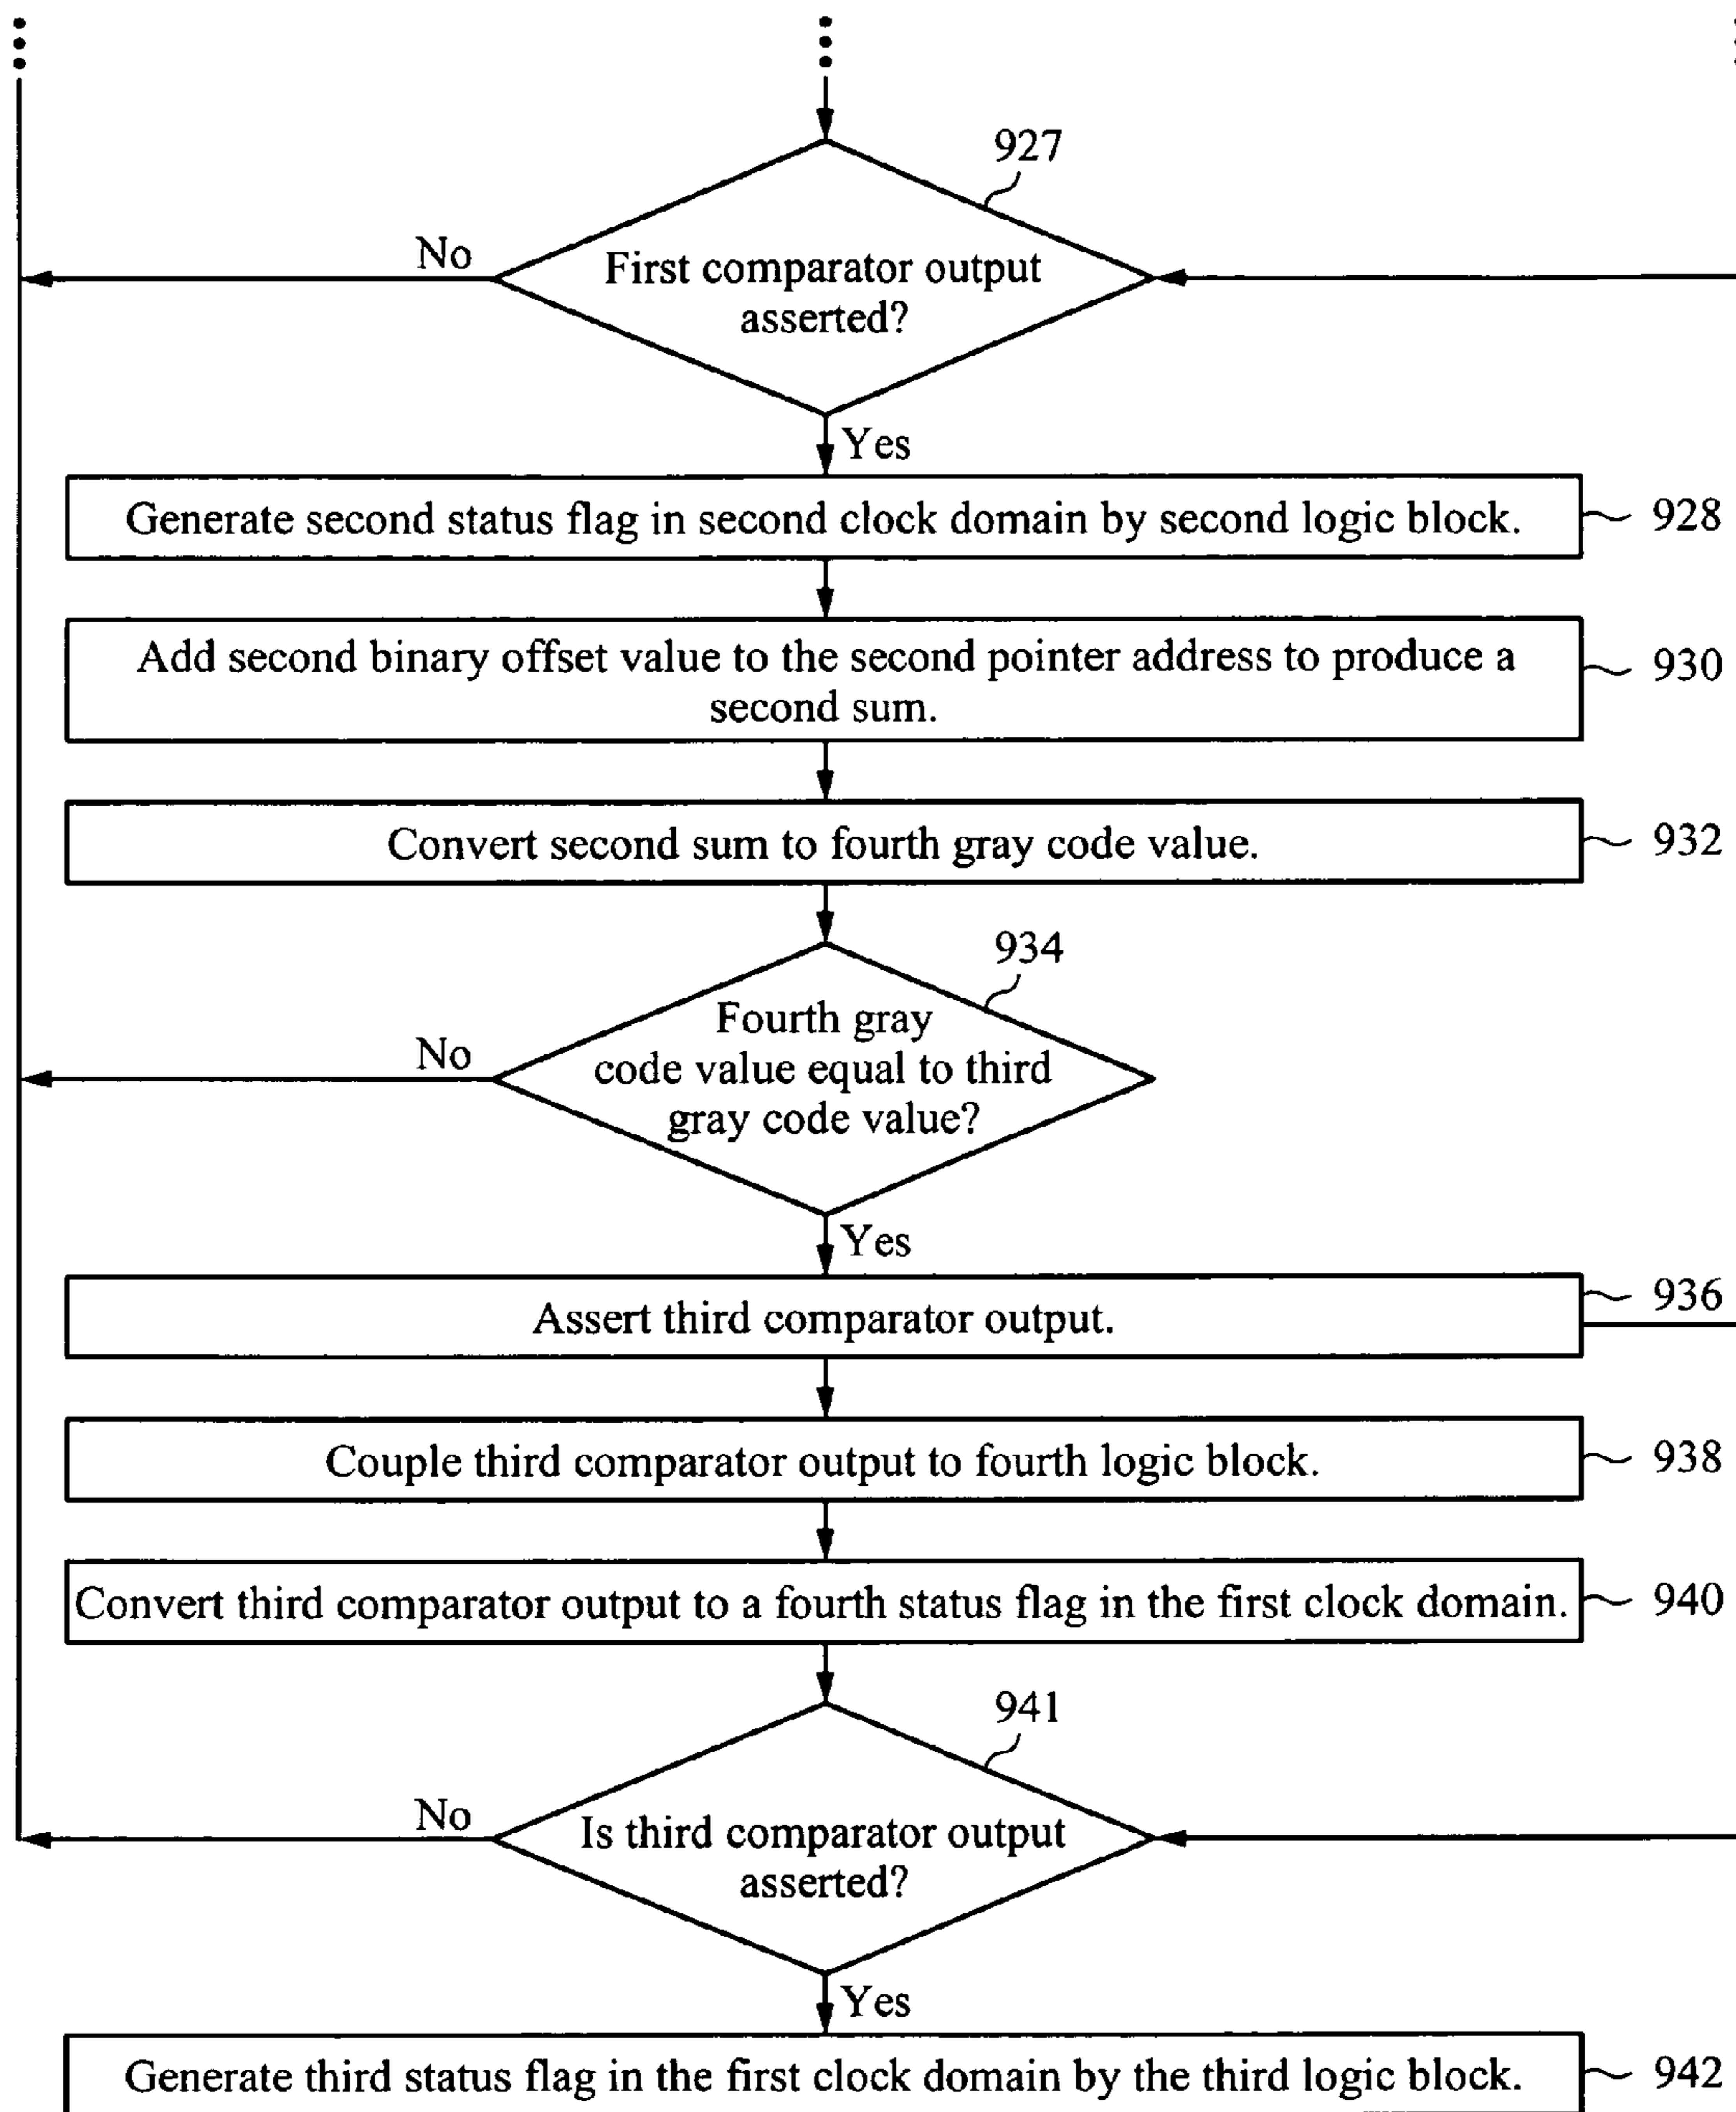 927
No
First comparator output
asserted?
Yes
Generate second status flag in second clock domain by second logic block.
928
Add second binary offset value to the second pointer address to produce a
second sum.
930
Convert second sum to fourth gray code value.
932
934
Fourth gray
No
code value equal to third
gray code value?
Yes
Assert third comparator output.
936
Couple third comparator output to fourth logic block.
938
Convert third comparator output to a fourth status flag in the first clock domain.
940
941
No
Is third comparator output
asserted?
Yes
Generate third status flag in the first clock domain by the third logic block.
942